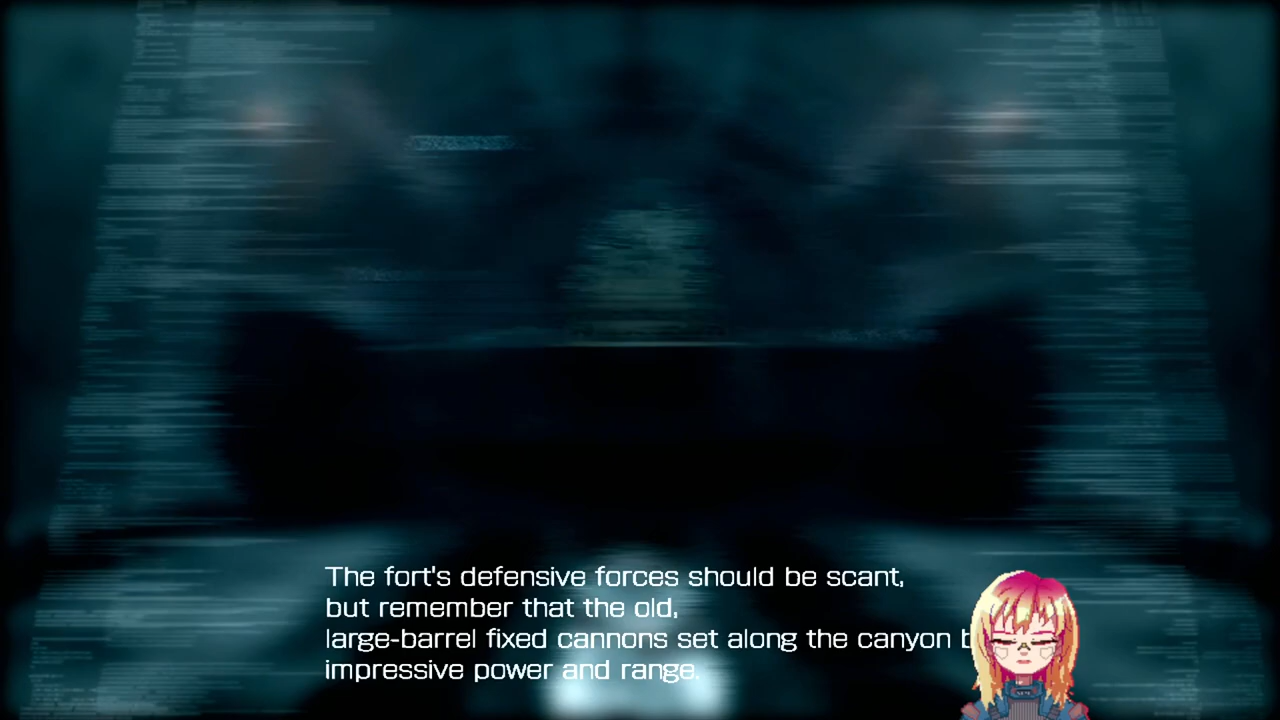 The fort's defensive forces should be scant,
but remember that the old,
large-barrel fixed cannons set along the canyon
impressive power and range.